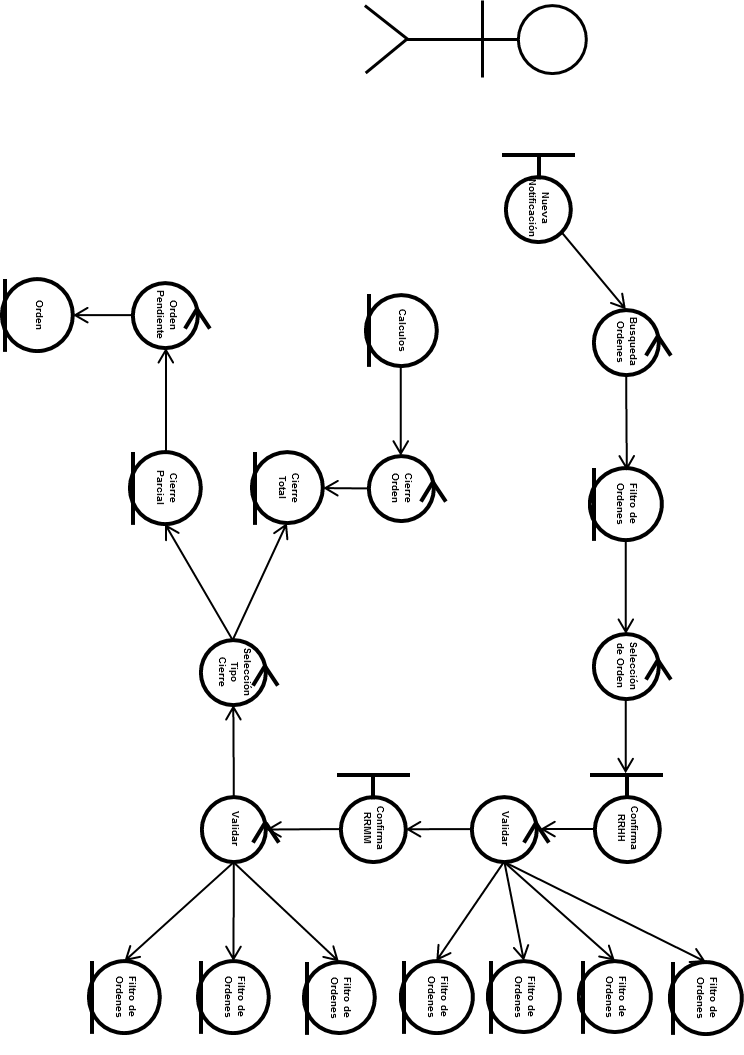 Nueva
Notificación
Busqueda
Ordenes
Filtro de
Ordenes
Selección
de Orden
Confirma
RRHH
Validar
Filtro de
Ordenes
Filtro de
Ordenes
Filtro de
Ordenes
Filtro de
Ordenes
Confirma
RRMM
Validar
Filtro de
Ordenes
Filtro de
Ordenes
Filtro de
Ordenes
Selección
Tipo
Cierre
Calculos
Cierre
Orden
Cierre
Total
Cierre
Parcial
Orden
Pendiente
Orden